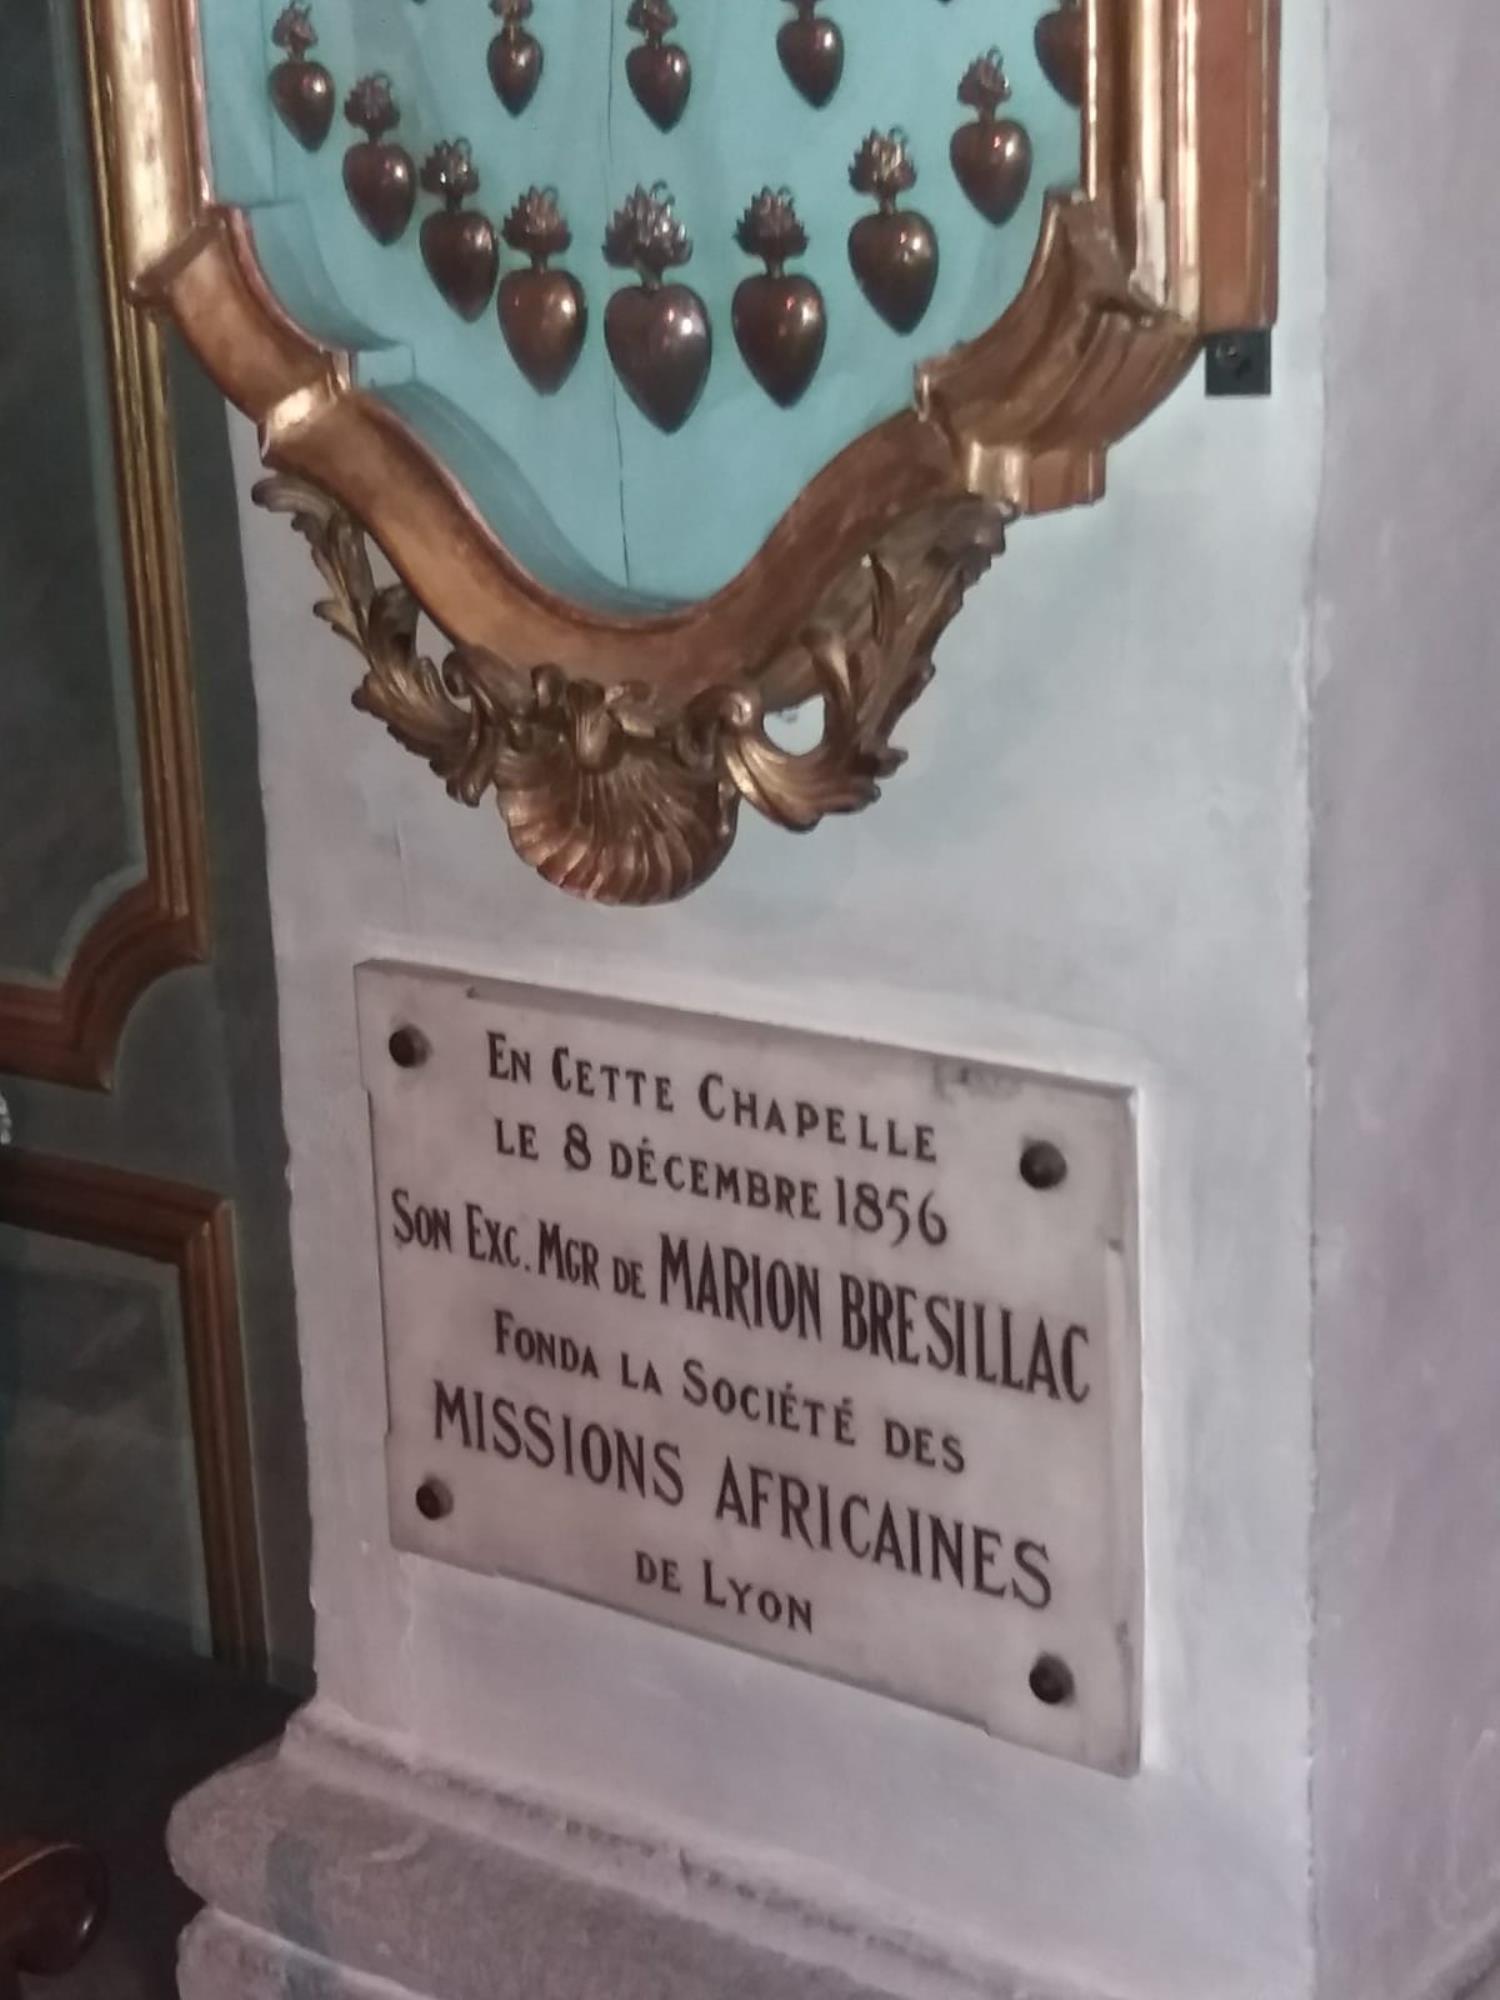 En Cette Chapelle
le 8 décembre 1856
Son Exc. Mgr de MARION BRESILLAC
Fonda la Société des
MISSIONS AFRICAINES
de Lyon